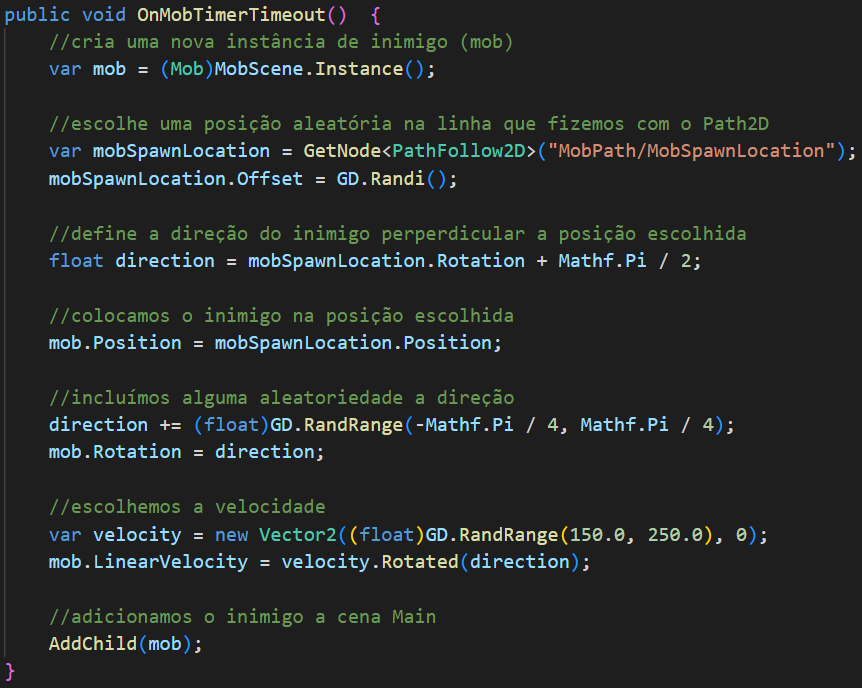 public void OnMobTimerTimeout()  {
    //cria uma nova instância de inimigo (mob)
    var mob = (Mob)MobScene.Instance();

    //escolhe uma posição aleatória na linha que fizemos com o Path2D
    var mobSpawnLocation = GetNode<PathFollow2D>("MobPath/MobSpawnLocation");
    mobSpawnLocation.Offset = GD.Randi();

    //define a direção do inimigo perperdicular a posição escolhida
    float direction = mobSpawnLocation.Rotation + Mathf.Pi / 2;

    //colocamos o inimigo na posição escolhida
    mob.Position = mobSpawnLocation.Position;

    //incluímos alguma aleatoriedade a direção
    direction += (float)GD.RandRange(-Mathf.Pi / 4, Mathf.Pi / 4);
    mob.Rotation = direction;

    //escolhemos a velocidade
    var velocity = new Vector2((float)GD.RandRange(150.0, 250.0), 0);
    mob.LinearVelocity = velocity.Rotated(direction);

    //adicionamos o inimigo a cena Main
    AddChild(mob);
}